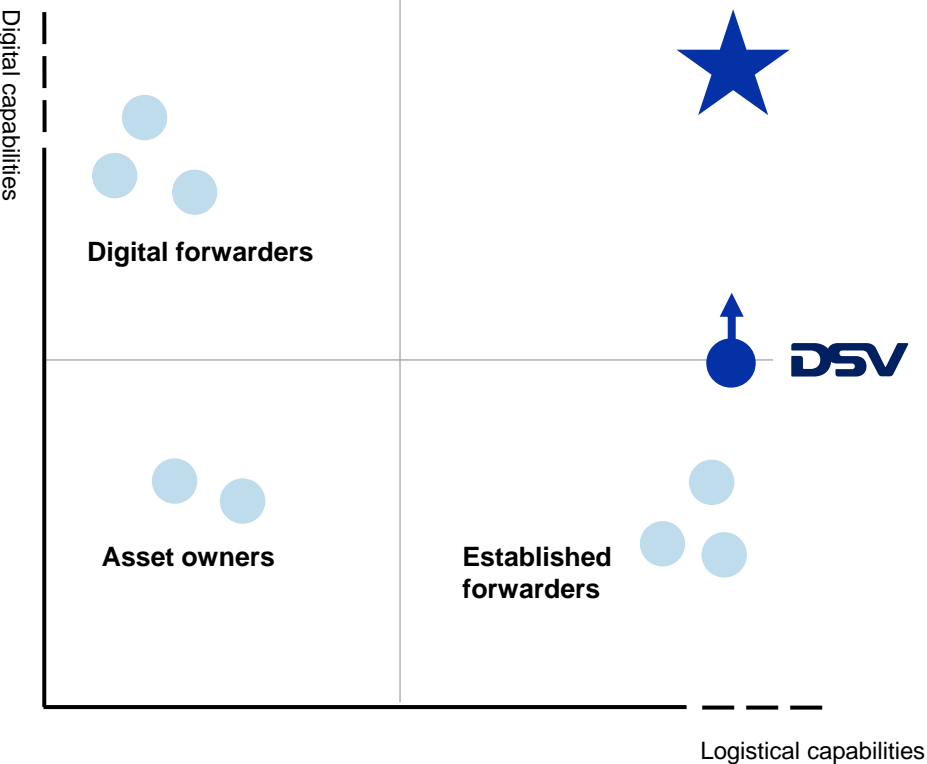 Digital capabilities
Digital forwarders
DSV
Asset owners
Established
forwarders
Logistical capabilities